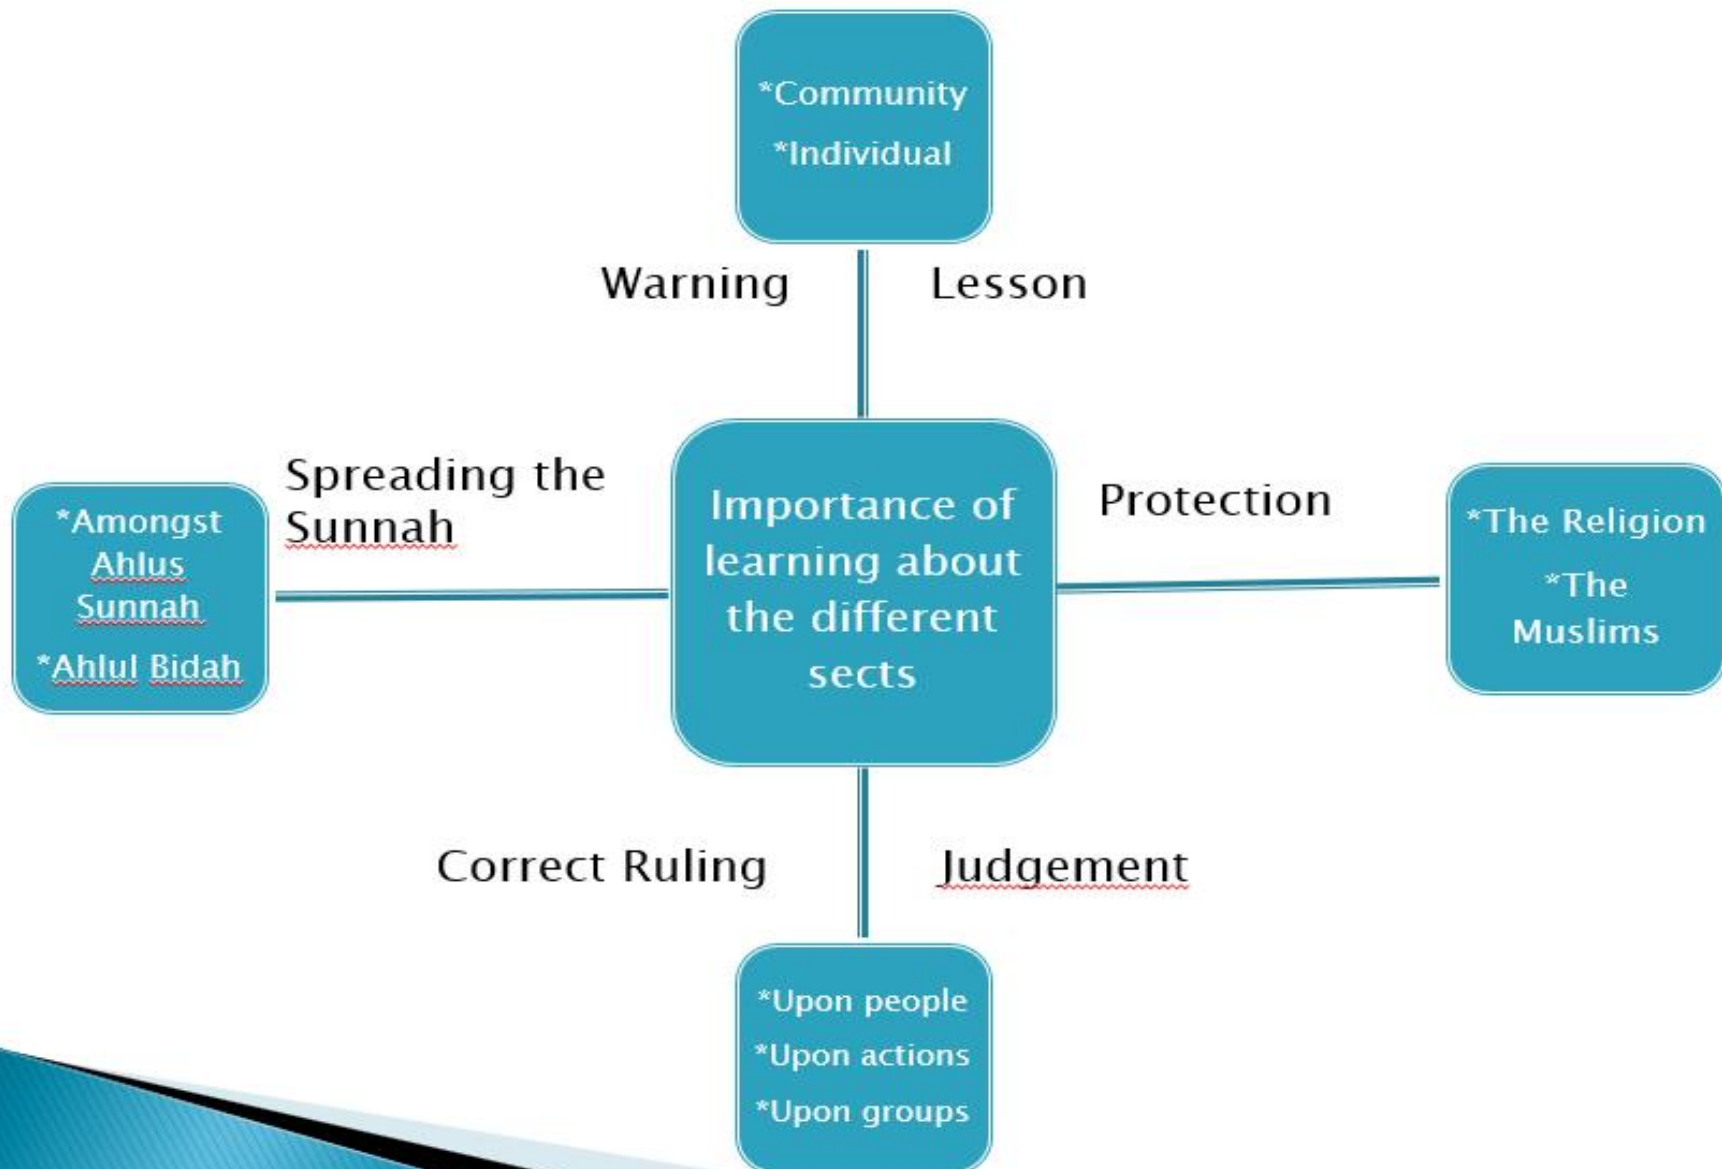 *Community
*Individual
Warning
Lesson
Spreading the
Sunnah
*Amongst
Ahlus
Sunnah
*Ahlul Bidah
Importance of
learning about
the different
sects
Protection
*The Religion
*The
Muslims
Correct Ruling
Judgement
*Upon people
*Upon actions
*Upon groups